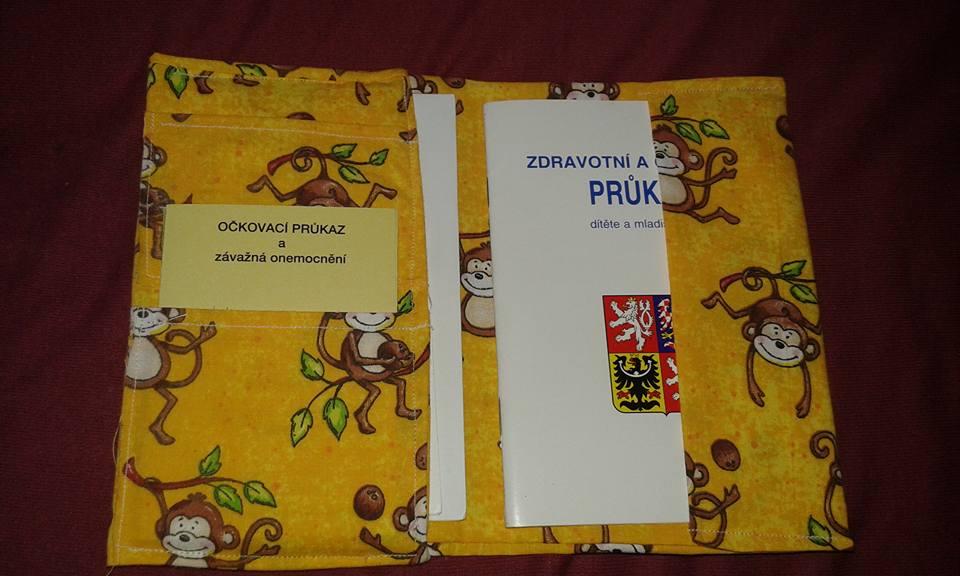 OČKOVACÍ PRŮKAZ
a
závažná onemocnění
ZDRAVOTNÍ A
PRŮK
dítěte a mladi